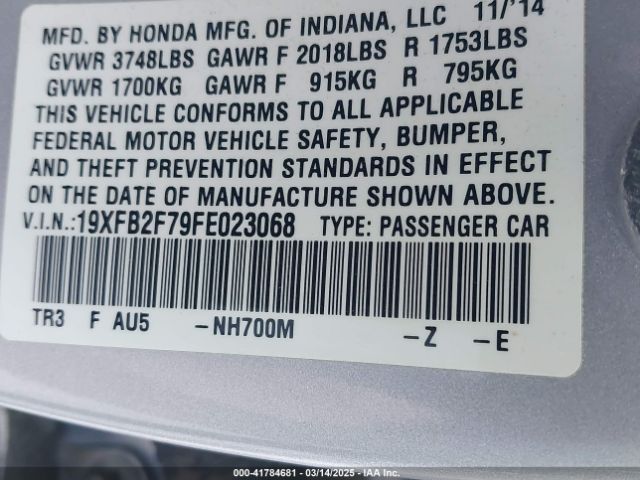 MFD. BY HONDA MFG. OF INDIANA, LLC 11/'14
GVWR 3748LBS GAWR F 2018LBS R 1753LBS
GVWR 1700KG GAWR F 915KG R 795KG
THIS VEHICLE CONFORMS TO ALL APPLICABLE
FEDERAL MOTOR VEHICLE SAFETY, BUMPER,
AND THEFT PREVENTION STANDARDS IN EFFECT
ON THE DATE OF MANUFACTURE SHOWN ABOVE.
V.I.N.:19XFB2F79FE023068 TYPE: PASSENGER CAR
TR3 F AU5 -NH700M -Z -E
000-41784681 - 03/14/2025 - IAA Inc.